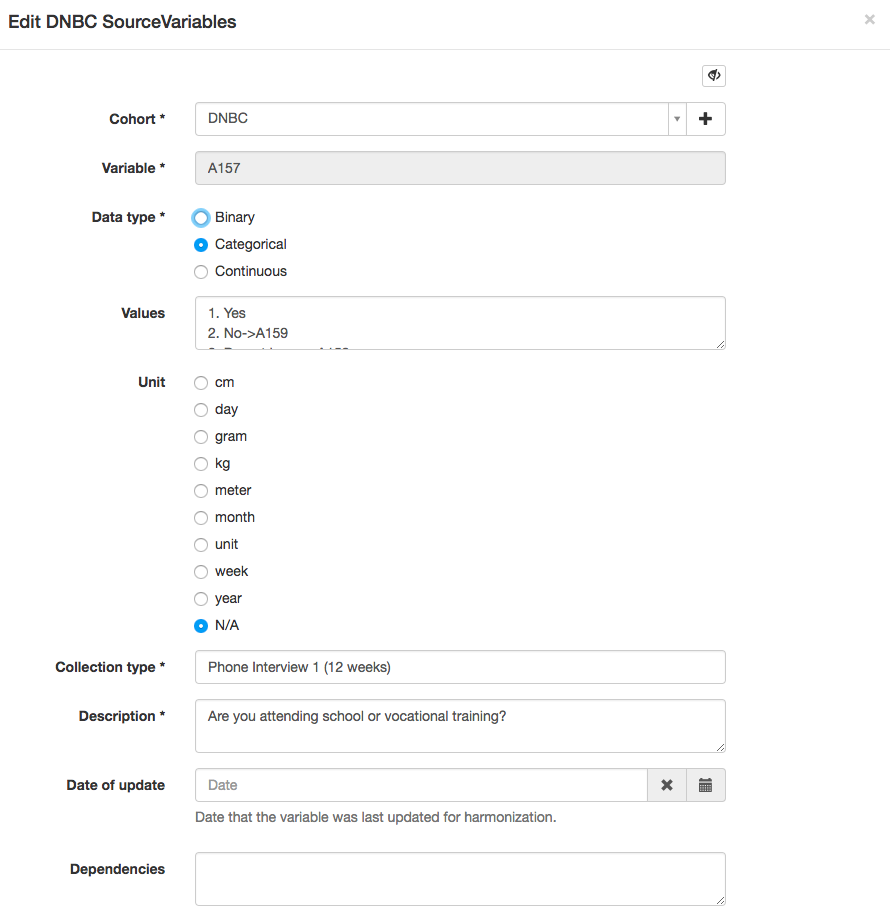 Edit DNBC SourceVariables
Cohort * DNBC
Variable * A157
Data type * Binary
Categorical
Continuous
Values 1. Yes
2. No->A159
Unit cm
day
gram
kg
meter
month
unit
week
year
N/A
Collection type * Phone Interview 1 (12 weeks)
Description * Are you attending school or vocational training?
Date of update Date
Date that the variable was last updated for harmonization.
Dependencies